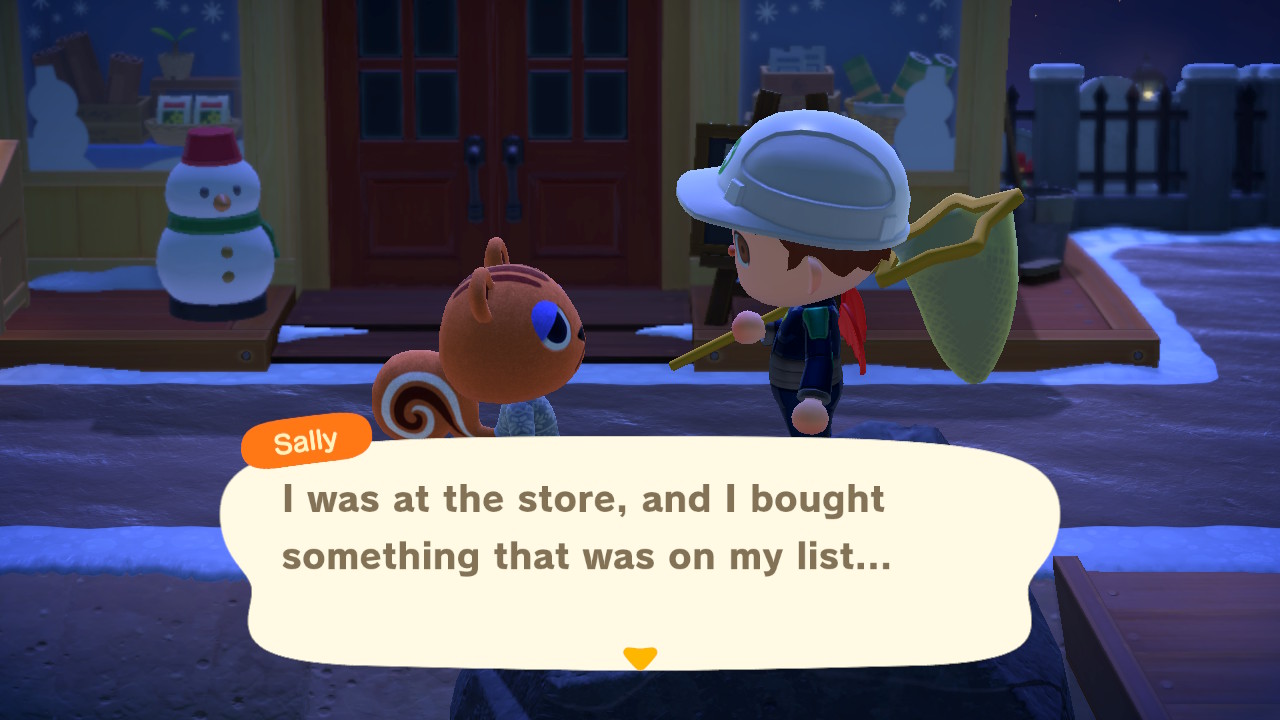 Sally
I was at the store, and I bought
something that was on my list...